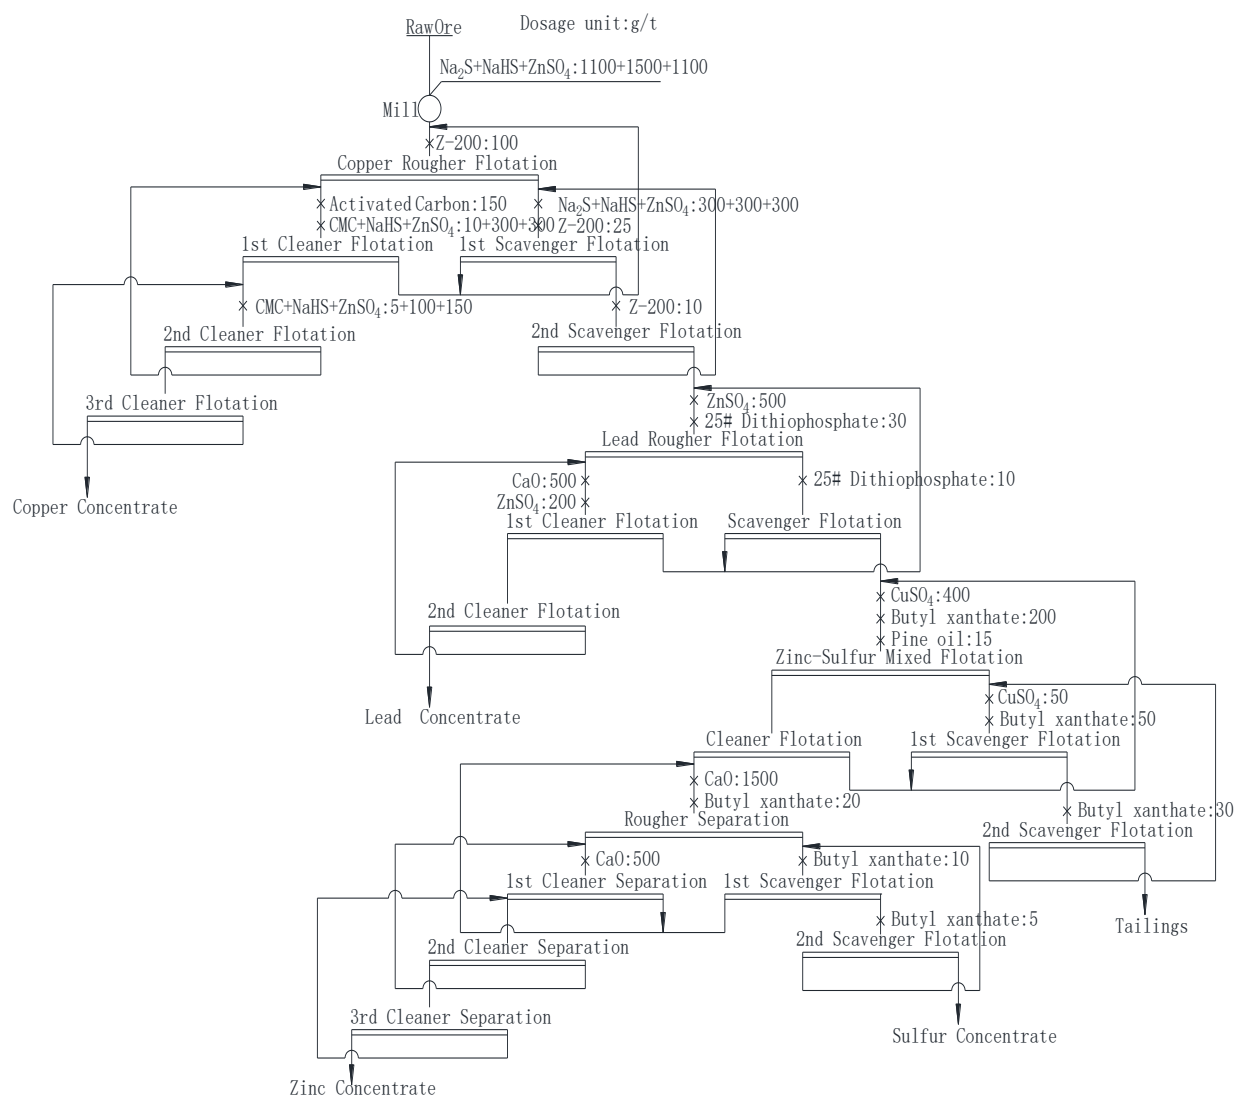 RawOre
Dosage unit:g/t
Na₂S+NaHS+ZnSO₄:1100+1500+1100
Mill
Z-200:100
Copper Rougher Flotation
Activated Carbon:150
Na₂S+NaHS+ZnSO₄:300+300+300
CMC+NaHS+ZnSO₄:10+300+300
Z-200:25
1st Cleaner Flotation
1st Scavenger Flotation
CMC+NaHS+ZnSO₄:5+100+150
Z-200:10
2nd Cleaner Flotation
2nd Scavenger Flotation
3rd Cleaner Flotation
ZnSO₄:500
25# Dithiophosphate:30
Lead Rougher Flotation
CaO:500
25# Dithiophosphate:10
ZnSO₄:200
Copper Concentrate
1st Cleaner Flotation
Scavenger Flotation
CuSO₄:400
2nd Cleaner Flotation
Butyl xanthate:200
Pine oil:15
Zinc-Sulfur Mixed Flotation
CuSO₄:50
Lead Concentrate
Butyl xanthate:50
Cleaner Flotation
1st Scavenger Flotation
CaO:1500
Butyl xanthate:20
Butyl xanthate:30
Rougher Separation
2nd Scavenger Flotation
CaO:500
Butyl xanthate:10
1st Cleaner Separation
1st Scavenger Flotation
Butyl xanthate:5
Tailings
2nd Cleaner Separation
2nd Scavenger Flotation
3rd Cleaner Separation
Sulfur Concentrate
Zinc Concentrate